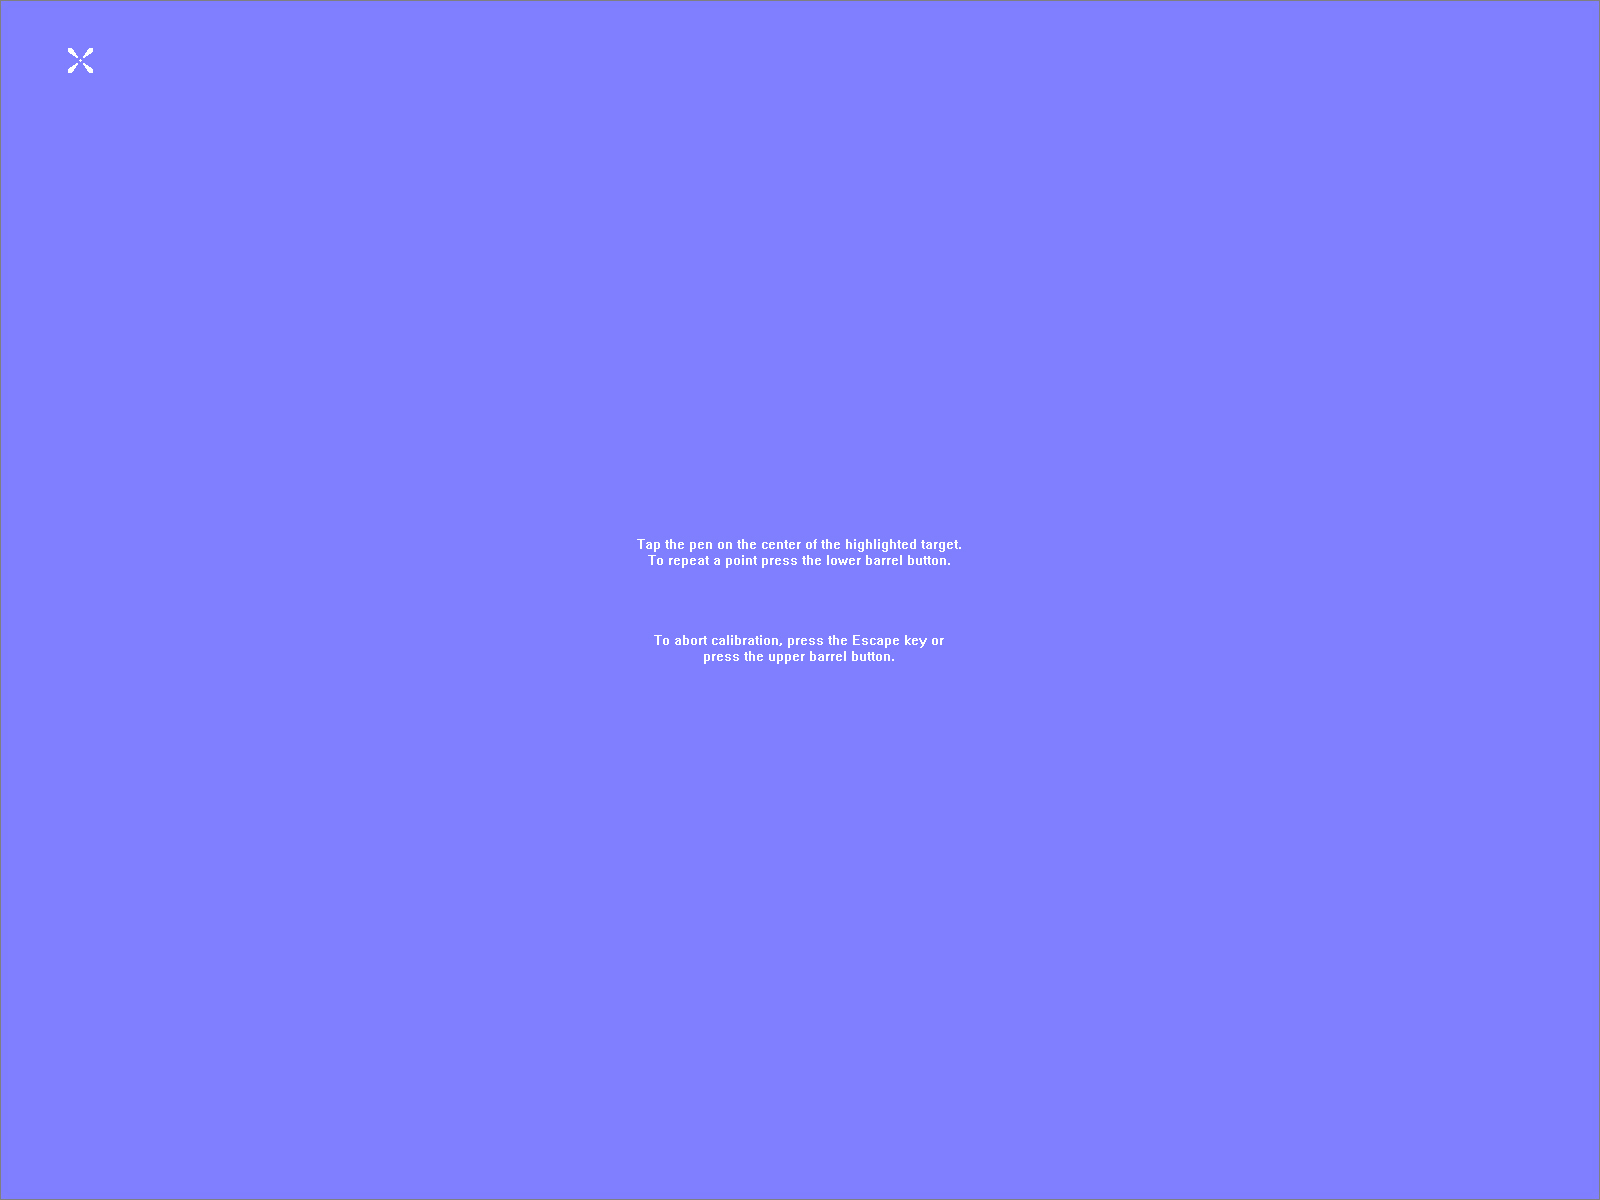 Tap the pen on the center of the highlighted target.
To repeat a point press the lower barrel button.
To abort calibration, press the Escape key or
press the upper barrel button.